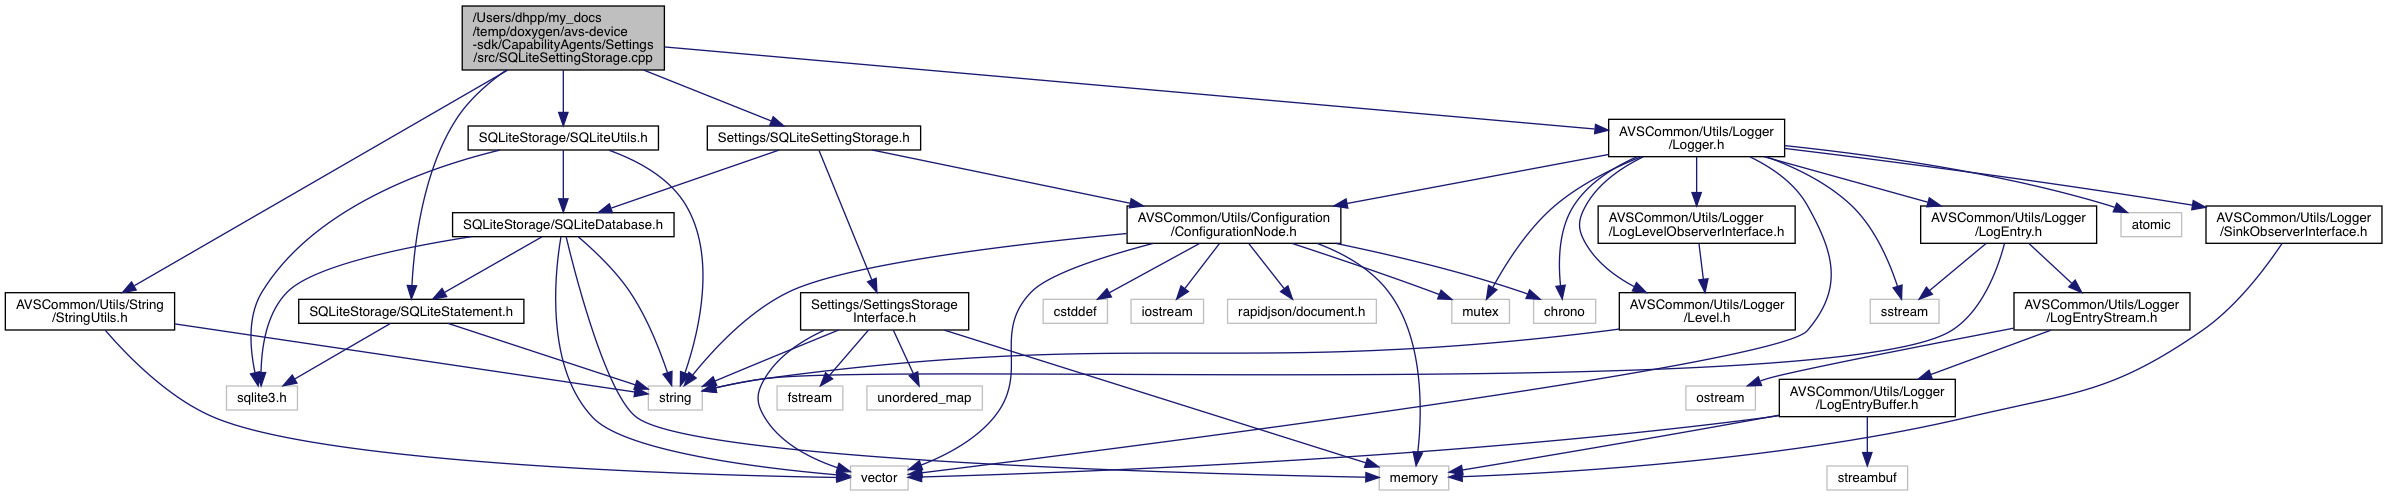 /Users/dhpp/my_docs
/temp/doxygen/avs-device
-sdk/CapabilityAgents/Settings
/src/SQLiteSettingStorage.cpp
SQLiteStorage/SQLiteUtils.h
Settings/SQLiteSettingStorage.h
AVSCommon/Utils/Logger
/Logger.h
SQLiteStorage/SQLiteDatabase.h
AVSCommon/Utils/Configuration
/ConfigurationNode.h
AVSCommon/Utils/Logger
/LogLevelObserverInterface.h
AVSCommon/Utils/Logger
/LogEntry.h
atomic
AVSCommon/Utils/Logger
/SinkObserverInterface.h
AVSCommon/Utils/String
/StringUtils.h
SQLiteStorage/SQLiteStatement.h
Settings/SettingsStorage
Interface.h
cstddef
iostream
rapidjson/document.h
mutex
chrono
AVSCommon/Utils/Logger
/Level.h
sstream
AVSCommon/Utils/Logger
/LogEntryStream.h
sqlite3.h
string
fstream
unordered_map
ostream
AVSCommon/Utils/Logger
/LogEntryBuffer.h
vector
memory
streambuf